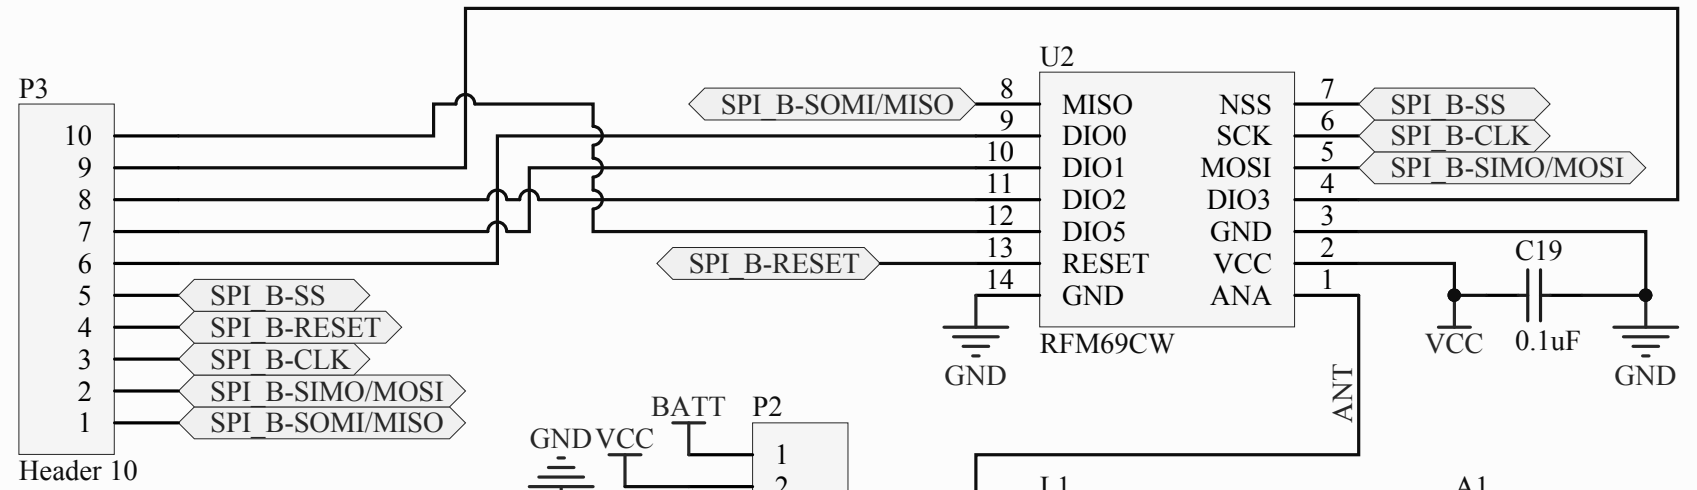 U2
P3
10
9
8
7
6
5
4
3
2
1
SPI_B-SS
SPI_B-RESET
SPI_B-CLK
SPI_B-SIMO/MOSI
SPI_B-SOMI/MISO
Header 10
SPI_B-SOMI/MISO
SPI_B-RESET
8
9
10
11
12
13
14
MISO
DIO0
DIO1
DIO2
DIO5
RESET
GND
NSS
SCK
MOSI
DIO3
GND
VCC
ANA
7
6
5
4
3
2
1
SPI_B-SS
SPI_B-CLK
SPI_B-SIMO/MOSI
RFM69CW
GND
C19
0.1uF
VCC
GND
ANT
BATT
P2
GND
VCC
1
2
L1
A1